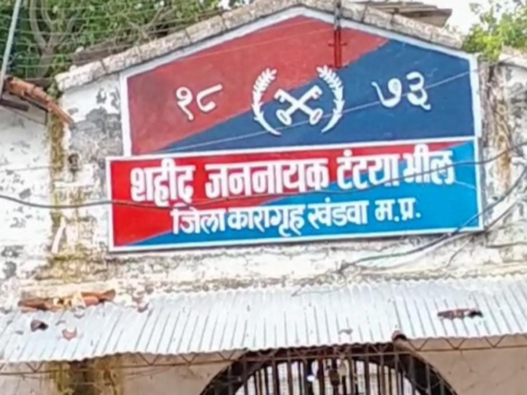 १८ ७३
शहीद जननायक टंटया भील
जिला कारागृह खंडवा म.प्र.